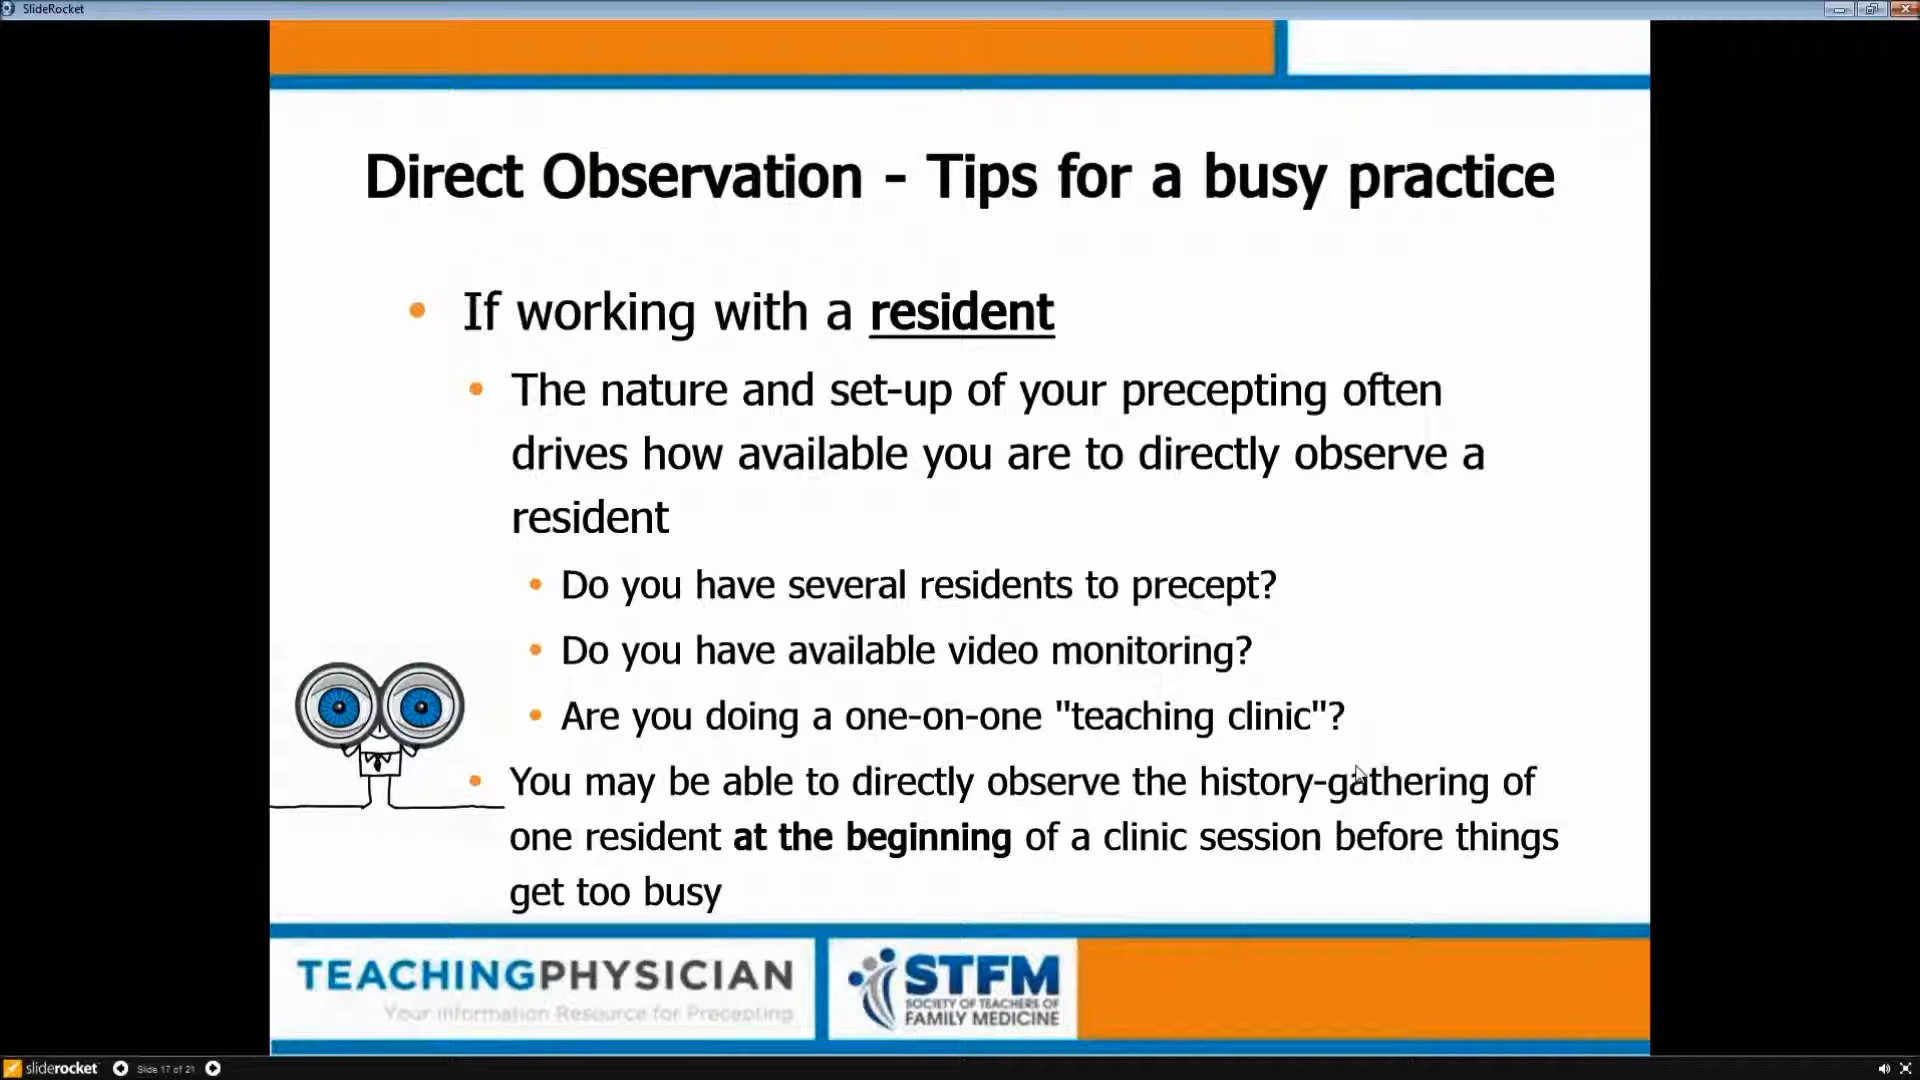 SlideRocket
Direct Observation - Tips for a busy practice
If working with a resident
The nature and set-up of your precepting often
drives how available you are to directly observe a
resident
Do you have several residents to precept?
Do you have available video monitoring?
Are you doing a one-on-one "teaching clinic"?
You may be able to directly observe the history-gathering of
one resident at the beginning of a clinic session before things
get too busy
TEACHINGPHYSICIAN
Your Information Resource for Precepting
STFM
SOCIETY OF TEACHERS OF
FAMILY MEDICINE
sliderocket
Slide 17 of 21